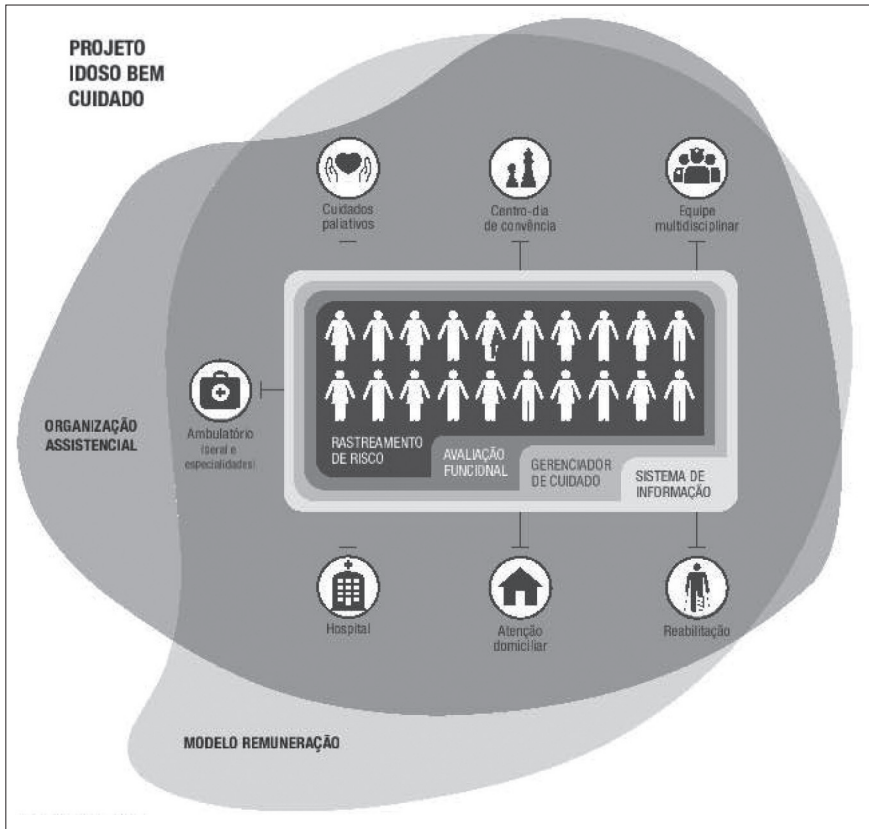 PROJETO
IDOSO BEM
CUIDADO
Cuidados
paliativos
Centro-dia
de convência
Equipe
multidisciplinar
ORGANIZAÇÃO
ASSISTENCIAL
Ambulatório
(Geral e
especialidades)
RASTREAMENTO
DE RISCO
AVALIAÇÃO
FUNCIONAL
GERENCIADOR
DE CUIDADO
SISTEMA DE
INFORMAÇÃO
Hospital
Atenção
domiciliar
Reabilitação
MODELO REMUNERAÇÃO